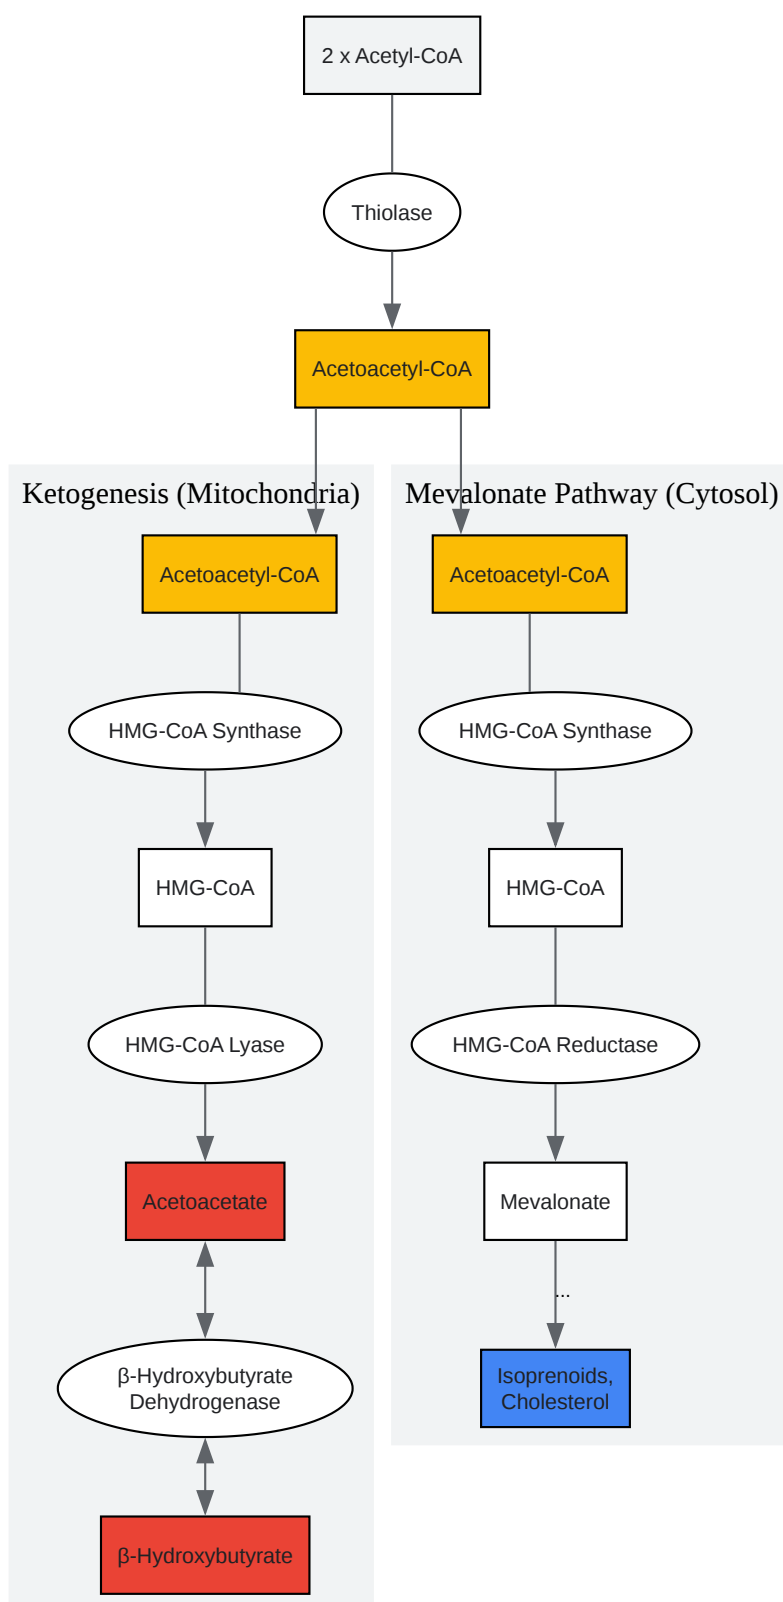 2 x Acetyl-CoA
Thiolase
Acetoacetyl-CoA
Ketogenesis (Mitochondria)
Acetoacetyl-CoA
HMG-CoA Synthase
HMG-CoA
HMG-CoA Lyase
Acetoacetate
β-Hydroxybutyrate
Dehydrogenase
β-Hydroxybutyrate
Mevalonate Pathway (Cytosol)
Acetoacetyl-CoA
HMG-CoA Synthase
HMG-CoA
HMG-CoA Reductase
Mevalonate
...
Isoprenoids,
Cholesterol